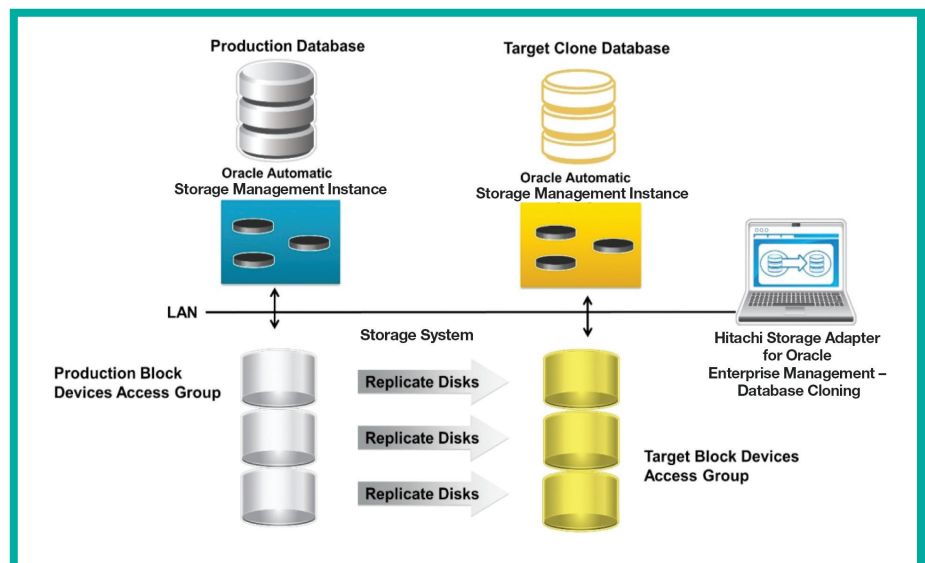 Production Database
Target Clone Database
Oracle Automatic
Storage Management Instance
Oracle Automatic
Storage Management Instance
LAN
Storage System
Hitachi Storage Adapter
for Oracle
Enterprise Management –
Database Cloning
Production Block
Devices Access Group
Replicate Disks
Replicate Disks
Replicate Disks
Target Block Devices
Access Group